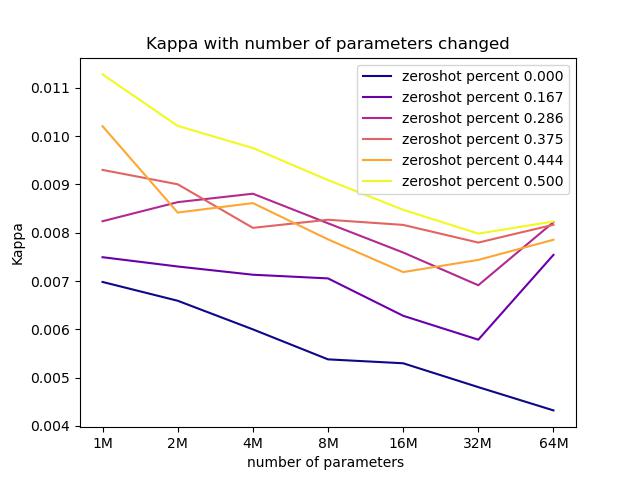 Kappa with number of parameters changed
zeroshot percent 0.000
zeroshot percent 0.167
zeroshot percent 0.286
zeroshot percent 0.375
zeroshot percent 0.444
zeroshot percent 0.500
0.011
0.010
0.009
0.008
0.007
0.006
0.005
0.004
Kappa
1M 2M 4M 8M 16M 32M 64M
number of parameters